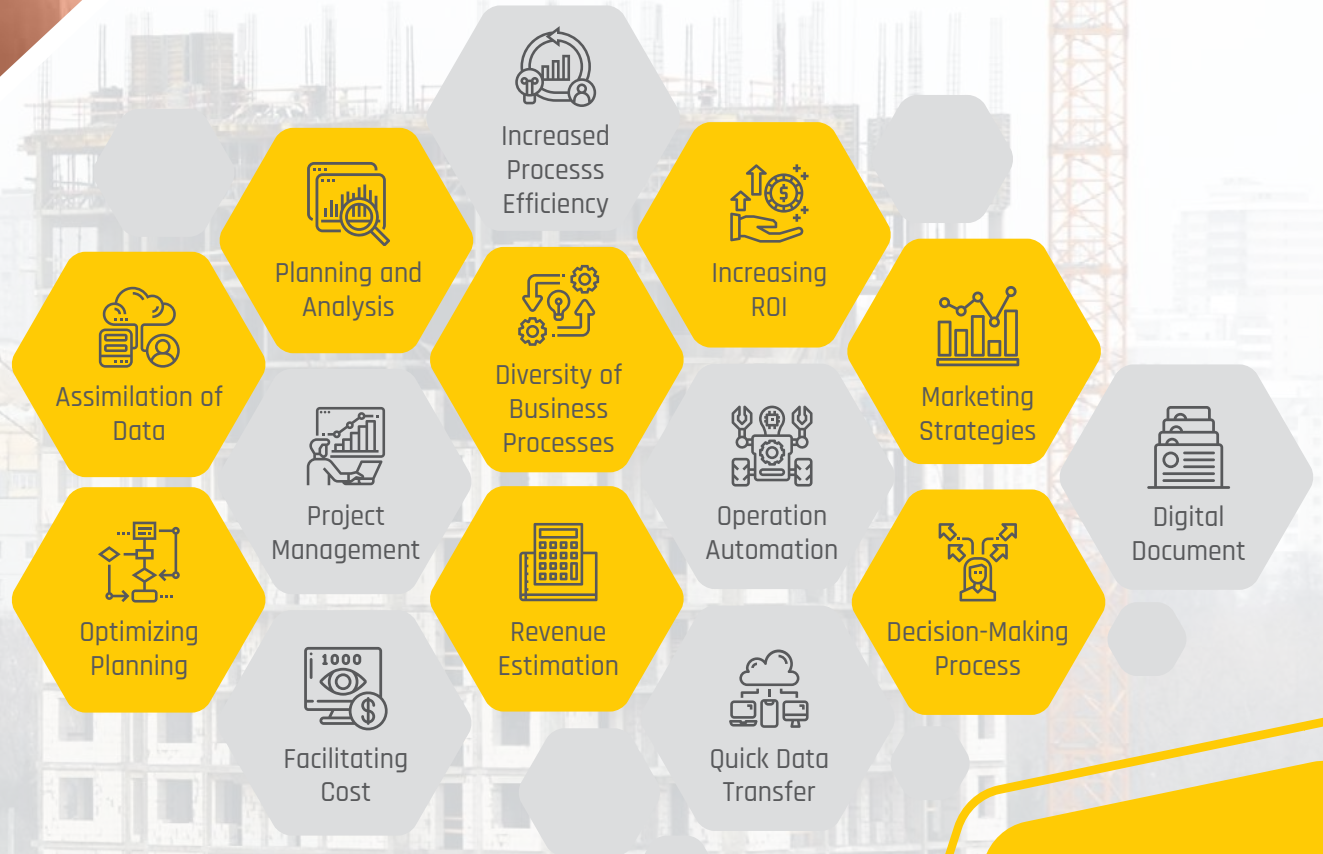 Increased
Processs
Efficiency
Planning and
Analysis
Increasing
ROI
Assimilation of
Data
Diversity of
Business
Processes
Marketing
Strategies
Project
Management
Operation
Automation
Digital
Document
Optimizing
Planning
Revenue
Estimation
Decision-Making
Process
1000
$
Facilitating
Cost
Quick Data
Transfer